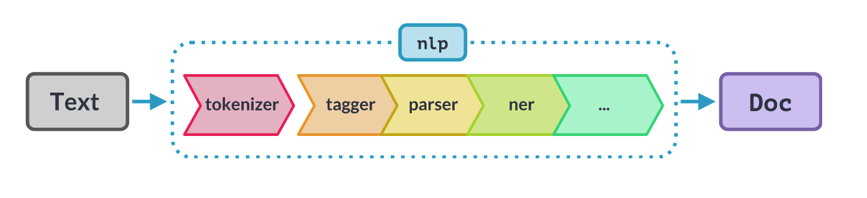 nlp
Text
tokenizer
tagger
parser
ner
...
Doc